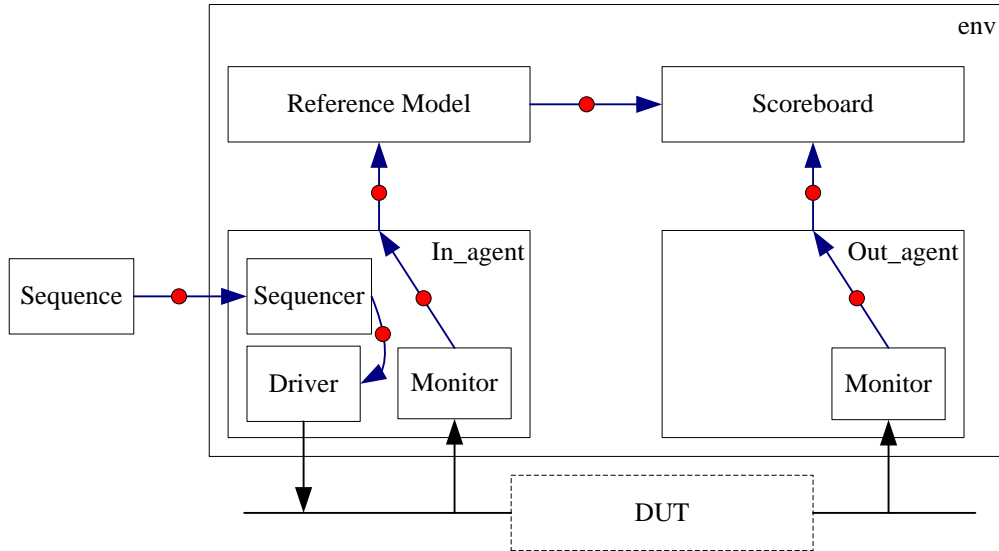 env
Reference Model
Scoreboard
In_agent
Out_agent
Sequence
Sequencer
Driver
Monitor
Monitor
DUT